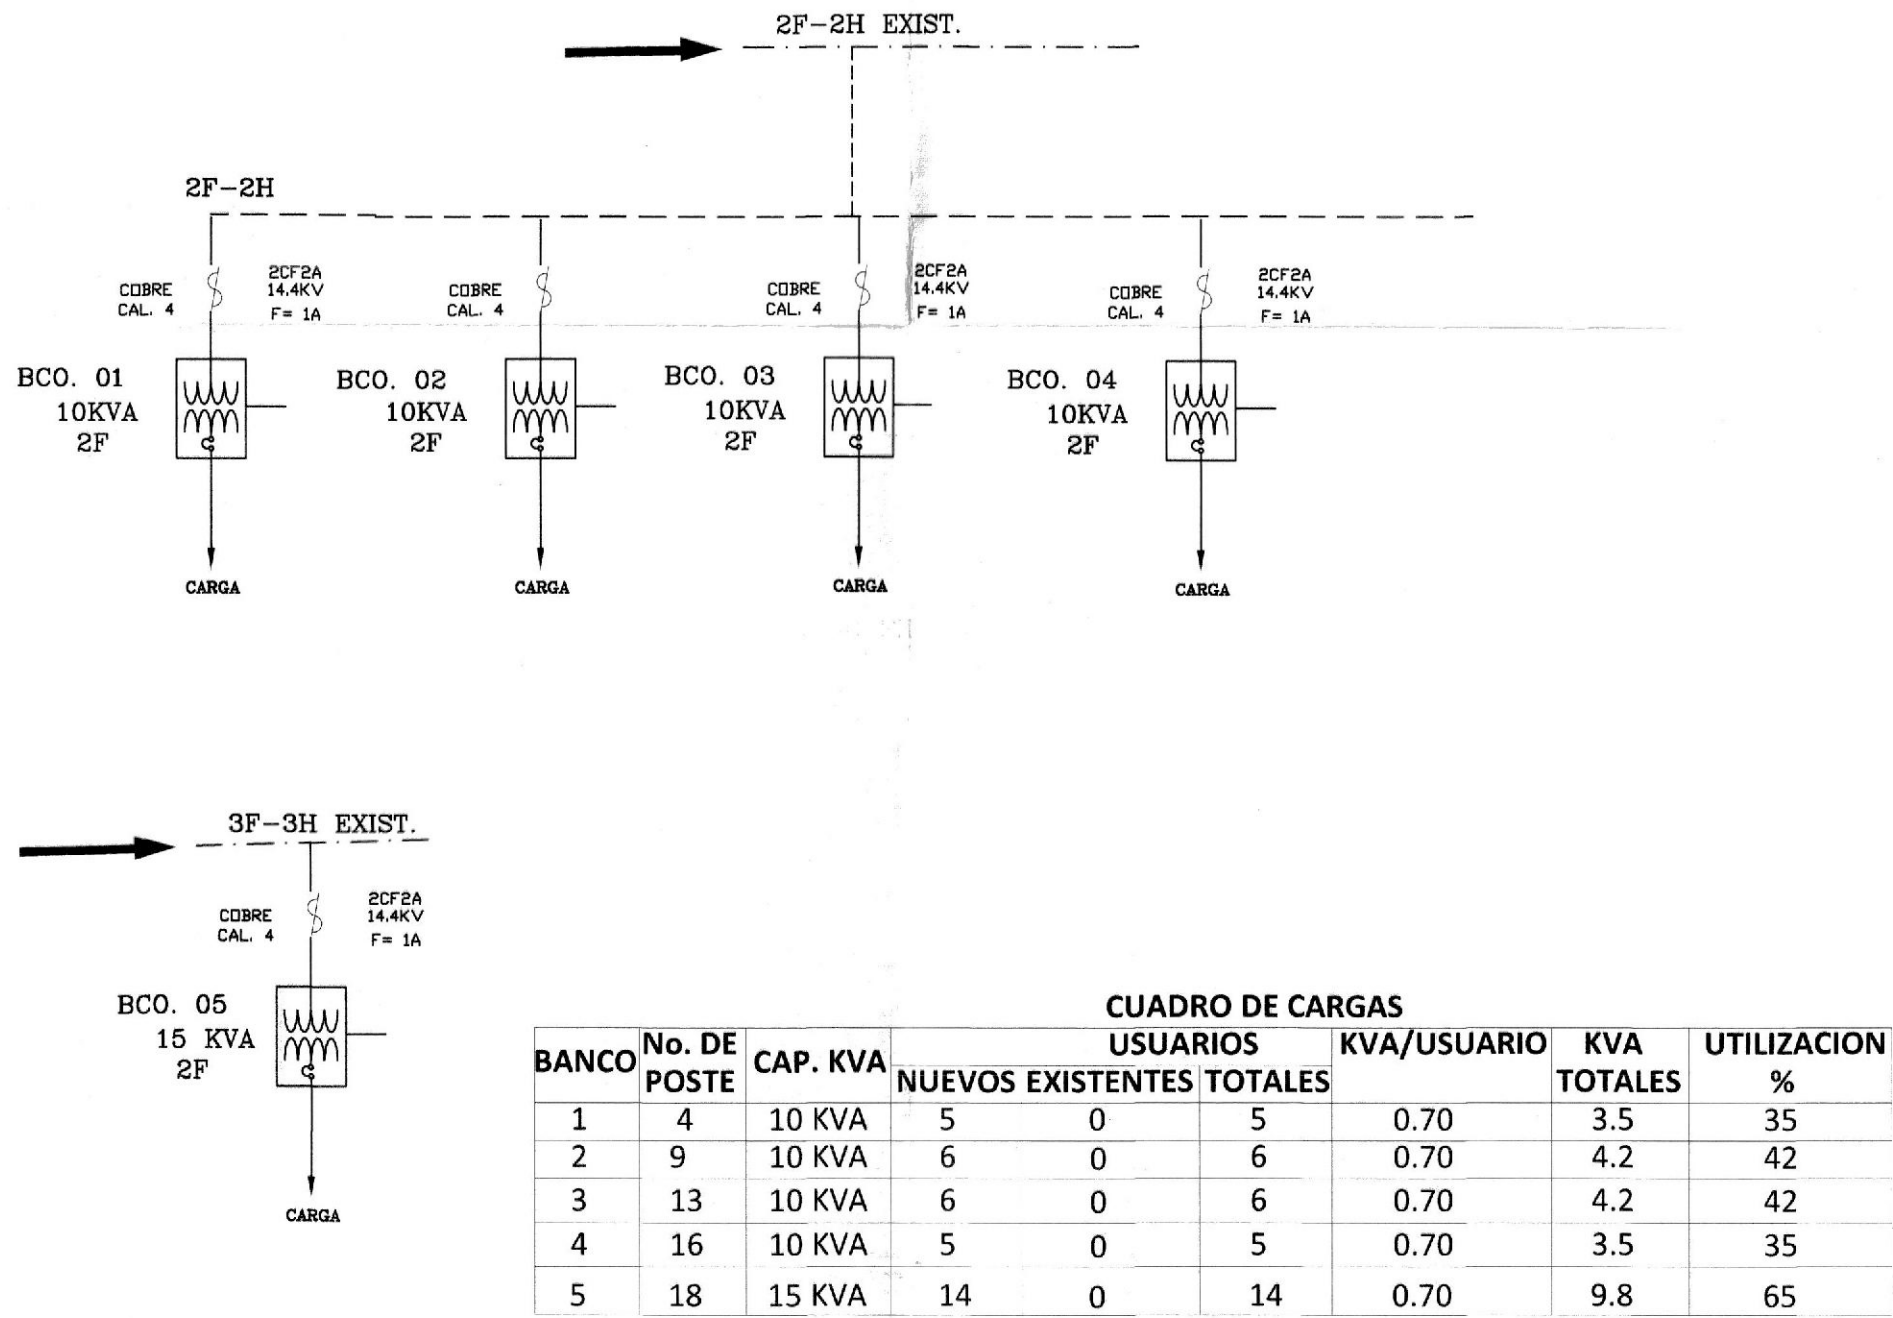 2F-2H EXIST.
2F-2H
COBRE
CAL. 4
2CF2A
14.4KV
F= 1A
COBRE
CAL. 4
COBRE
CAL. 4
2CF2A
14.4KV
F= 1A
COBRE
CAL. 4
2CF2A
14.4KV
F= 1A
BCO. 01
10KVA
2F
BCO. 02
10KVA
2F
BCO. 03
10KVA
2F
BCO. 04
10KVA
2F
CARGA
CARGA
CARGA
CARGA
3F-3H EXIST.
COBRE
CAL. 4
2CF2A
14.4KV
F= 1A
BCO. 05
15 KVA
2F
CARGA
CUADRO DE CARGAS
BANCO No. DE POSTE CAP. KVA USUARIOS KVA/USUARIO KVA TOTALES UTILIZACION %
NUEVOS EXISTENTES TOTALES
1 4 10 KVA 5 0 5 0.70 3.5 35
2 9 10 KVA 6 0 6 0.70 4.2 42
3 13 10 KVA 6 0 6 0.70 4.2 42
4 16 10 KVA 5 0 5 0.70 3.5 35
5 18 15 KVA 14 0 14 0.70 9.8 65